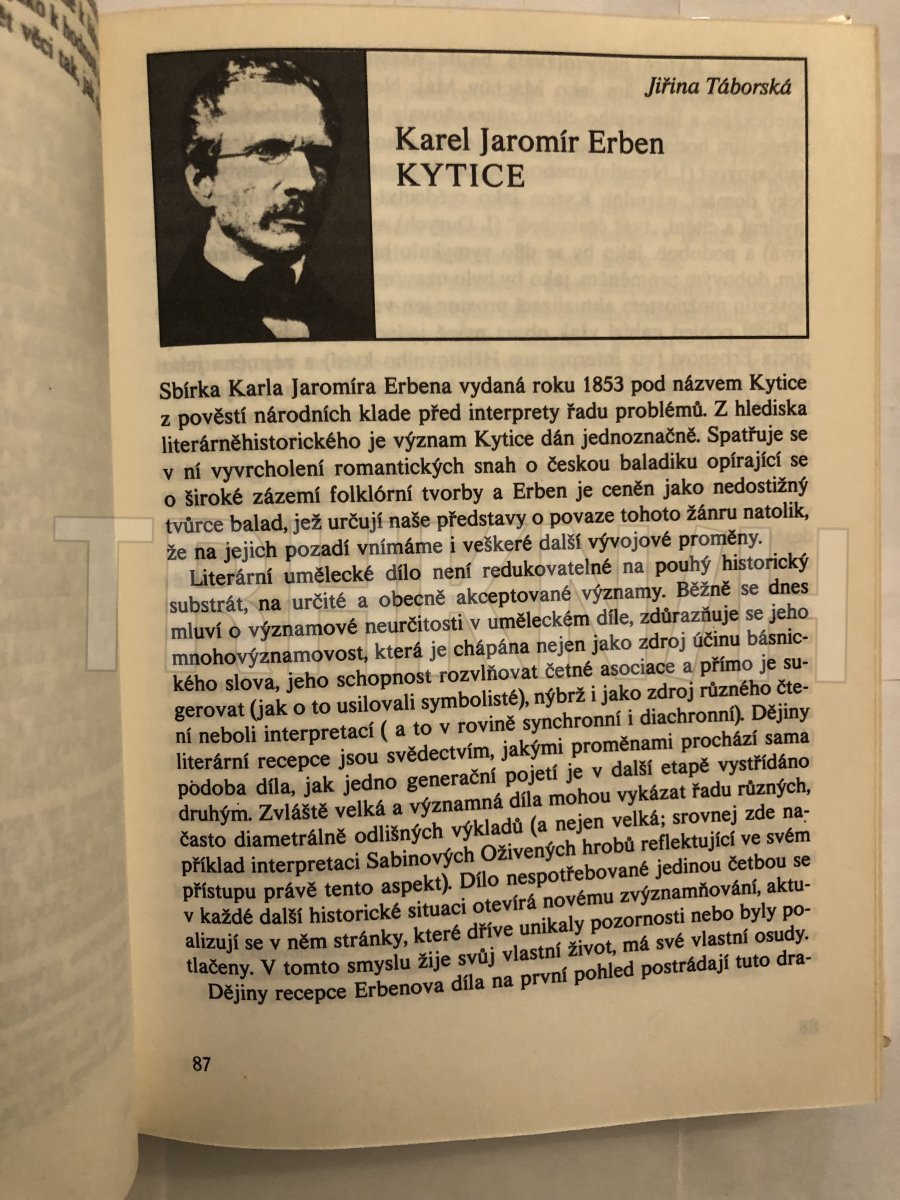 Jiřina Táborská
Karel Jaromír Erben
KYTICE
Sbírka Karla Jaromíra Erbena vydaná roku 1853 pod názvem Kytice
z pověstí národních klade před interprety řadu problémů. Z hlediska
literárněhistorického je význam Kytice dán jednoznačně. Spatřuje se
v ní vyvrcholení romantických snah o českou baladiku opírající se
o široké zázemí folklórní tvorby a Erben je ceněn jako nedostižný
tvůrce balad, jež určují naše představy o povaze tohoto žánru natolik,
že na jejich pozadí vnímáme i veškeré další vývojové proměny.
Literární umělecké dílo není redukovatelné na pouhý historický
substrát, na určité a obecně akceptované významy. Běžně se dnes
mluví o významové neurčitosti v uměleckém díle, zdůrazňuje se jeho
mnohovýznamovost, která je chápána nejen jako zdroj účinu básnic-
kého slova, jeho schopnost rozvlňovat četné asociace a přímo je su-
gerovat (jak o to usilovali symbolisté), nýbrž i jako zdroj různého čte-
ní neboli interpretací ( a to v rovině synchronní i diachronní). Dějiny
literární recepce jsou svědectvím, jakými proměnami prochází sama
podoba díla, jak jedno generační pojetí je v další etapě vystřídáno
druhým. Zvláště velká a významná díla mohou vykázat řadu různých,
často diametrálně odlišných výkladů (a nejen velká; srovnej zde na-
příklad interpretaci Sabinových Oživených hrobů reflektující ve svém
přístupu právě tento aspekt). Dílo nespotřebované jedinou četbou se
v každé další historické situaci otevírá novému zvýznamňování, aktu-
alizují se v něm stránky, které dříve unikaly pozornosti nebo byly po-
tlačeny. V tomto smyslu žije svůj vlastní život, má své vlastní osudy.
Dějiny recepce Erbenova díla na první pohled postrádají tuto dra-
87